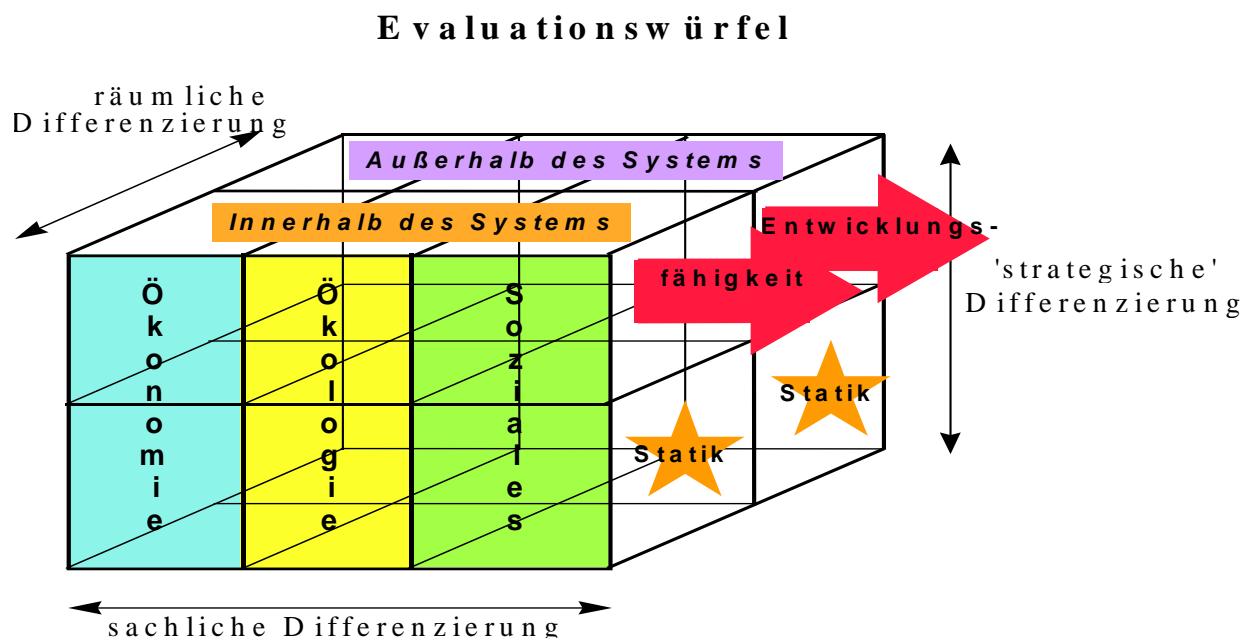 Evaluationswürfel
räumliche
Differenzierung
Außerhalb des Systems
Innerhalb des Systems
Entwicklungs-
fähigkeit
'strategische'
Differenzierung
Ökonomie
Ökologie
Soziales
Statik
Statik
sachliche Differenzierung